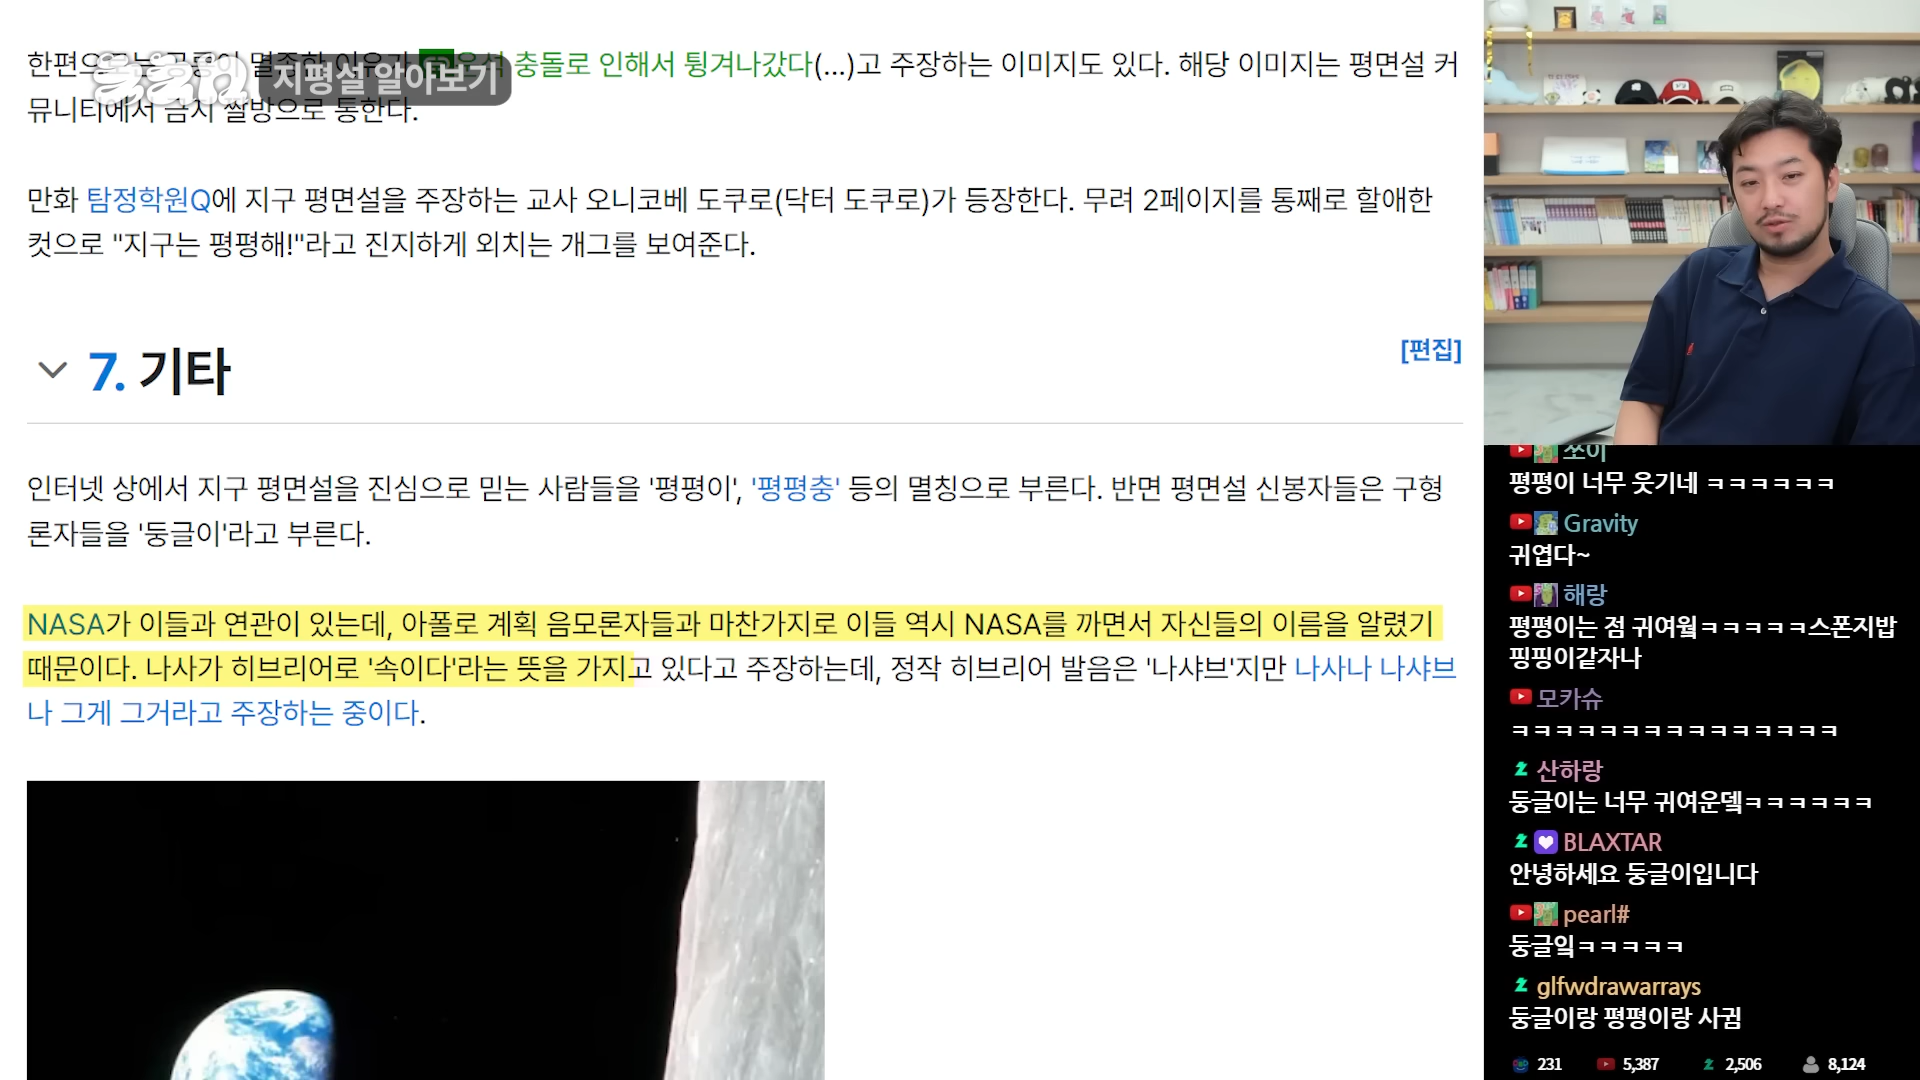 지평설 알아보기
충돌로 인해서 튕겨나갔다(...)고 주장하는 이미지도 있다. 해당 이미지는 평면설 커
뮤니티에서 금지 짤방으로 통한다.
만화 탐정학원Q에 지구 평면설을 주장하는 교사 오니코베 도쿠로(닥터 도쿠로)가 등장한다. 무려 2페이지를 통째로 할애한
컷으로 "지구는 평평해!"라고 진지하게 외치는 개그를 보여준다.
7. 기타
[편집]
인터넷 상에서 지구 평면설을 진심으로 믿는 사람들을 '평평이', '평평충' 등의 멸칭으로 부른다. 반면 평면설 신봉자들은 구형
론자들을 '둥글이'라고 부른다.
NASA가 이들과 연관이 있는데, 아폴로 계획 음모론자들과 마찬가지로 이들 역시 NASA를 까면서 자신들의 이름을 알렸기
때문이다. 나사가 히브리어로 '속이다'라는 뜻을 가지고 있다고 주장하는데, 정작 히브리어 발음은 '나샤브'지만 나사나 나샤브
나 그게 그거라고 주장하는 중이다.
쪼이
평평이 너무 웃기네 ㅋㅋㅋㅋㅋㅋ
Gravity
귀엽다~
해랑
평평이는 점 귀여웤ㅋㅋㅋㅋㅋ스폰지밥
핑핑이같자나
모카슈
ㅋㅋㅋㅋㅋㅋㅋㅋㅋㅋㅋㅋㅋㅋㅋ
산하랑
둥글이는 너무 귀여운뎈ㅋㅋㅋㅋㅋㅋ
BLAXTAR
안녕하세요 둥글이입니다
pearl#
둥글잌ㅋㅋㅋㅋㅋ
glfwdrawarrays
둥글이랑 평평이랑 사귐
231 5,387 2,506 8,124